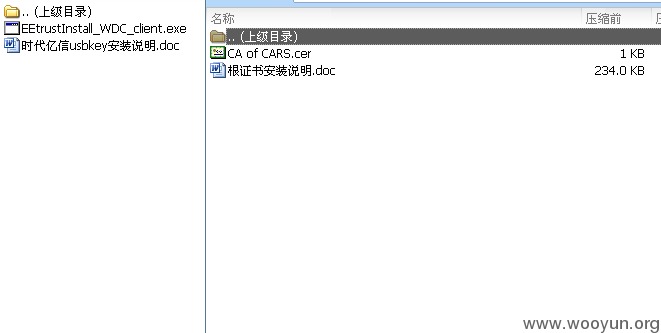 .. (上级目录)
EEtrustInstall_WDC_client.exe
时代亿信usbkey安装说明.doc
名称 压缩前
.. (上级目录)
CA of CARS.cer 1 KB
根证书安装说明.doc 234.0 KB
www.wooyun.org